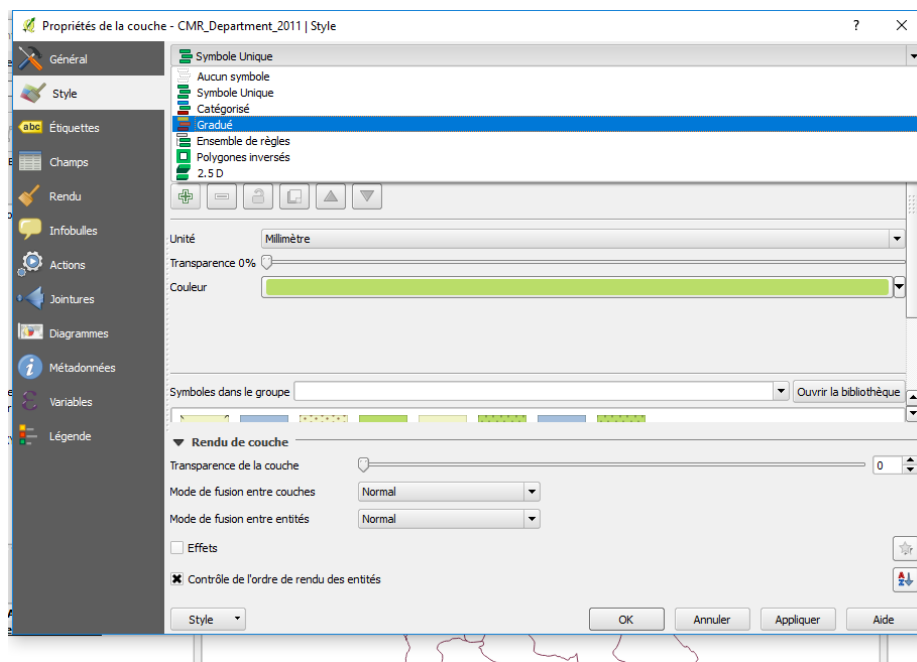 Propriétés de la couche - CMR_Department_2011 | Style
? X
Général
Style
abc Étiquettes
Champs
Rendu
Infobulles
Actions
Jointures
Diagrammes
Métadonnées
Variables
Légende
Symbole Unique
Aucun symbole
Symbole Unique
Catégorisé
Gradué
Ensemble de règles
Polygones inversés
2.5 D
Unité Millimètre
Transparence 0%
Couleur
Symboles dans le groupe Ouvrir la bibliothèque
Rendu de couche
Transparence de la couche 0
Mode de fusion entre couches Normal
Mode de fusion entre entités Normal
Effets
Contrôle de l'ordre de rendu des entités
Style OK Annuler Appliquer Aide